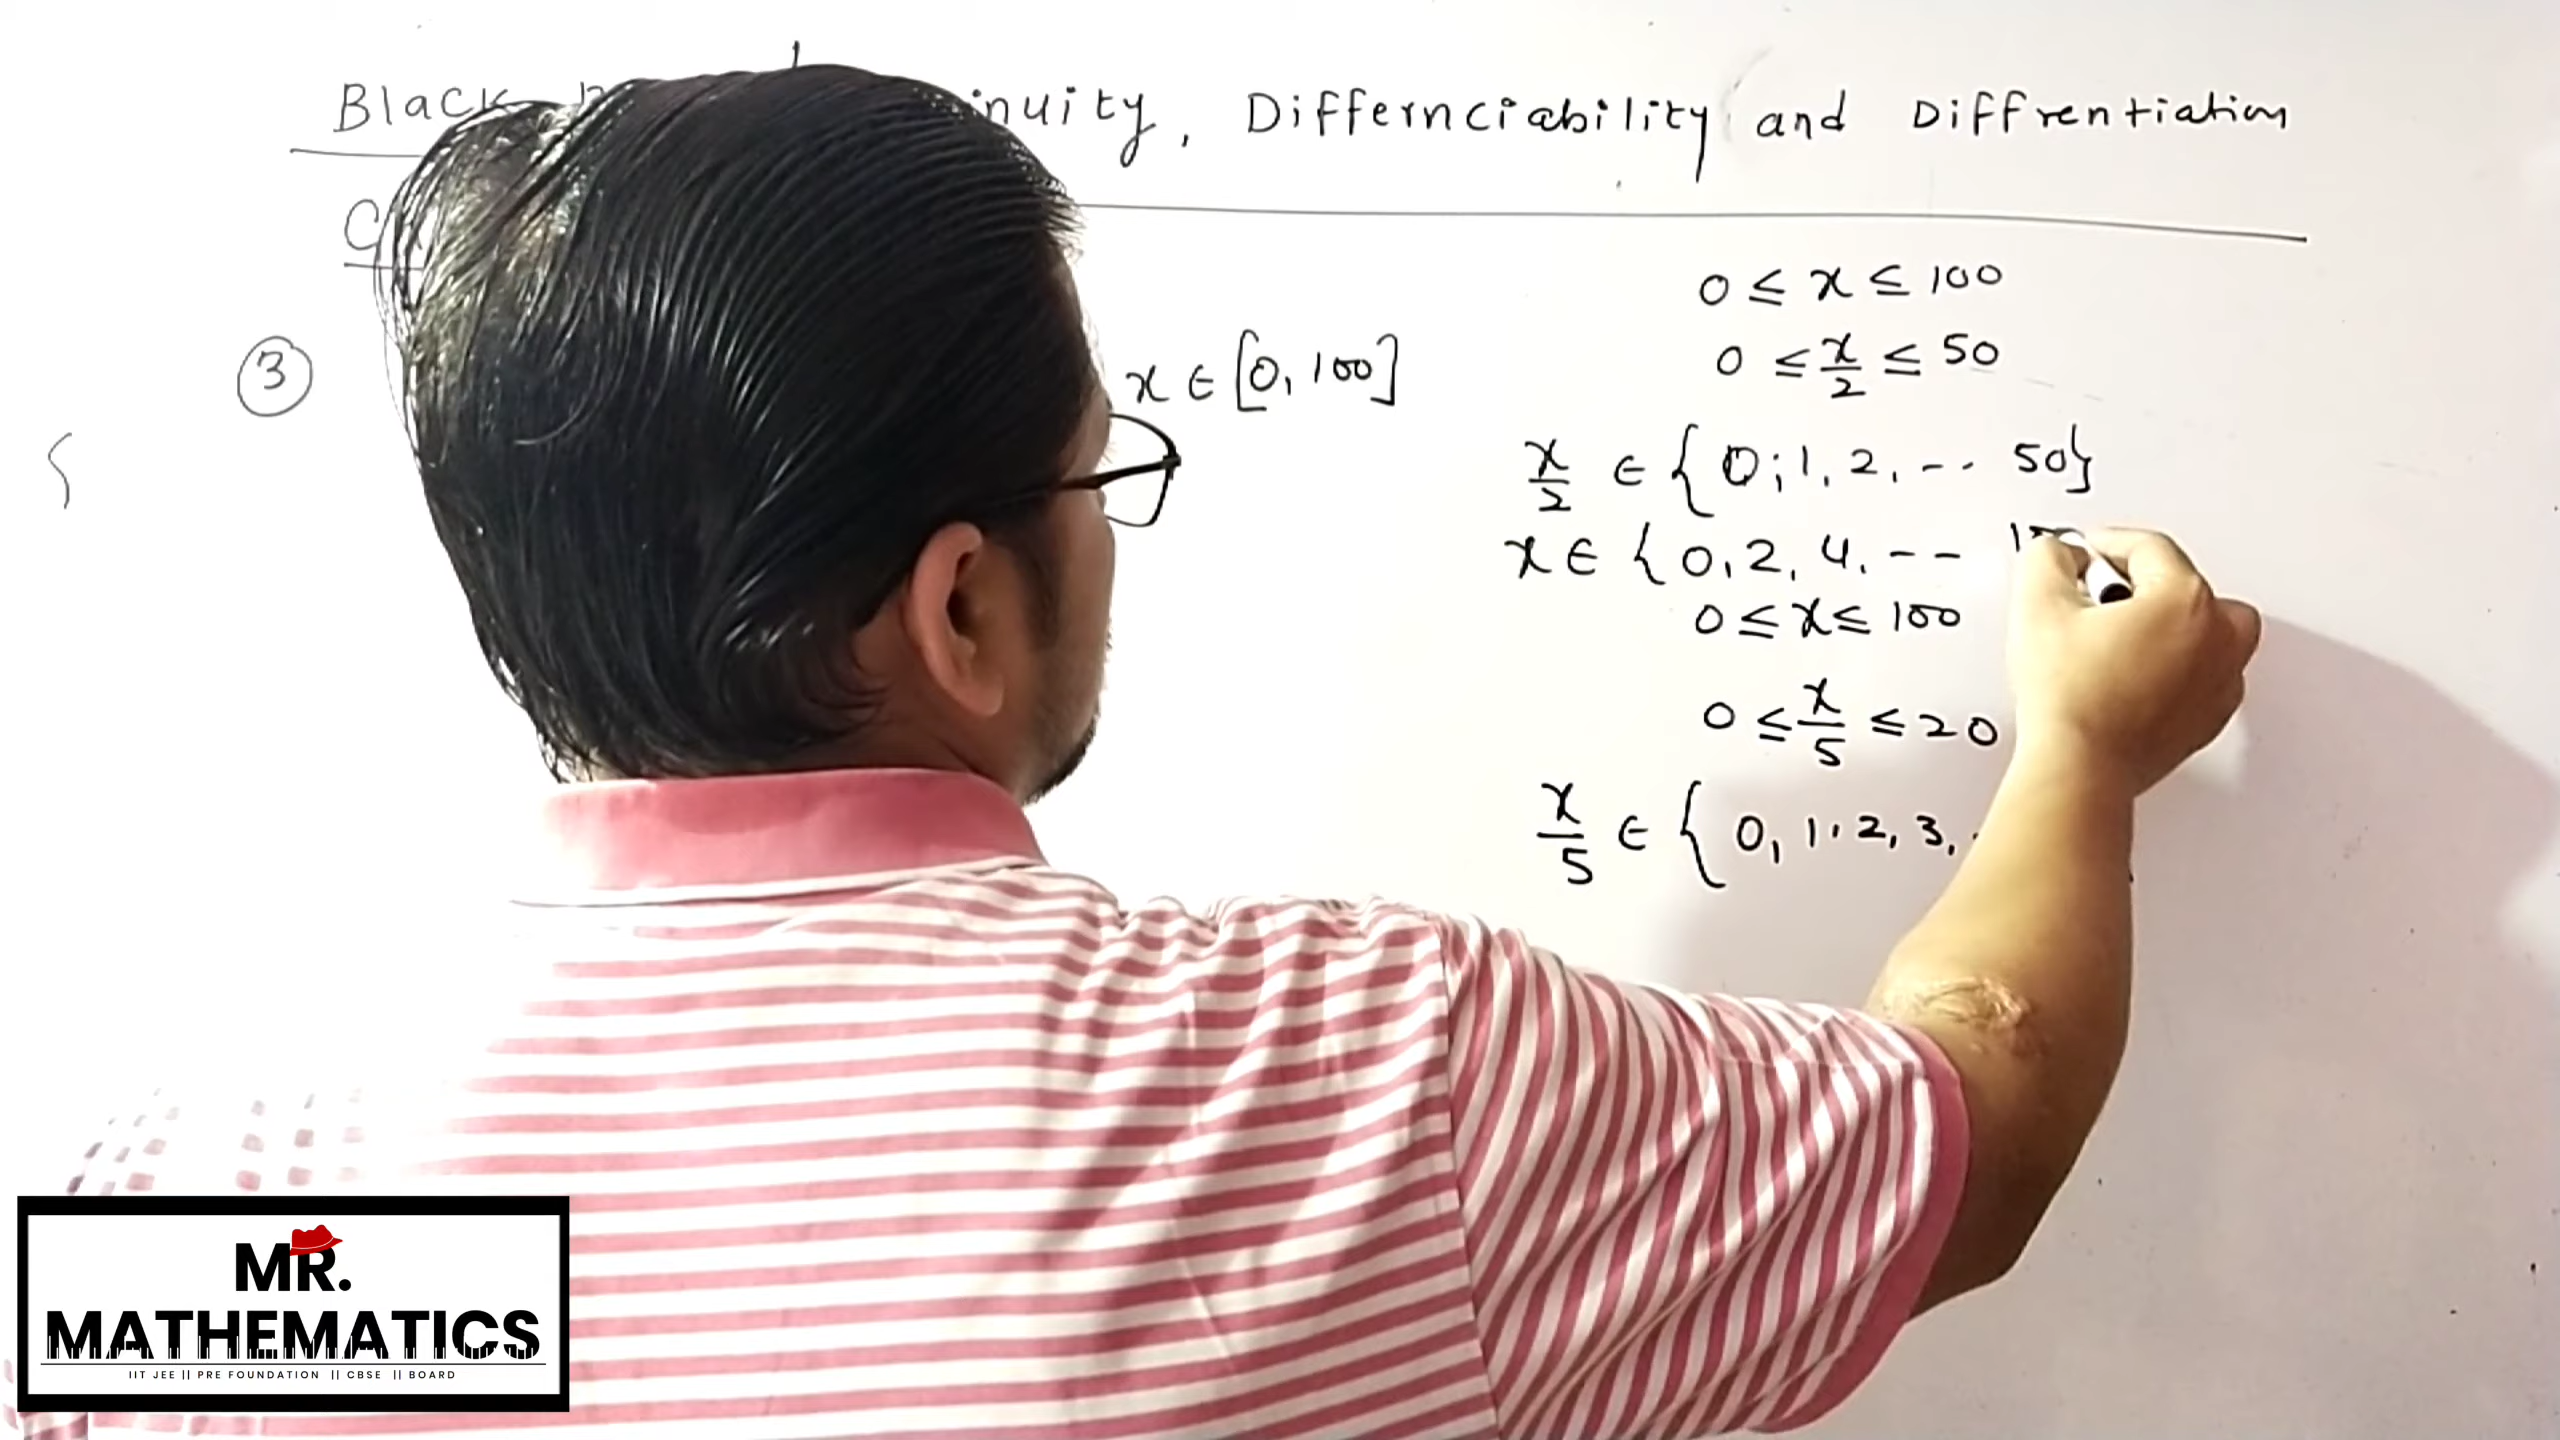 Black inuity, Differnciability and Diffrentiation
③ x ∈ [0, 100]
0 ≤ x ≤ 100
0 ≤ x/2 ≤ 50
x/2 ∈ { 0, 1, 2, -- 50}
x ∈ { 0, 2, 4, --
0 ≤ x ≤ 100
0 ≤ x/5 ≤ 20
x/5 ∈ { 0, 1, 2, 3,
MR.
MATHEMATICS
IIT JEE || PRE FOUNDATION || CBSE || BOARD